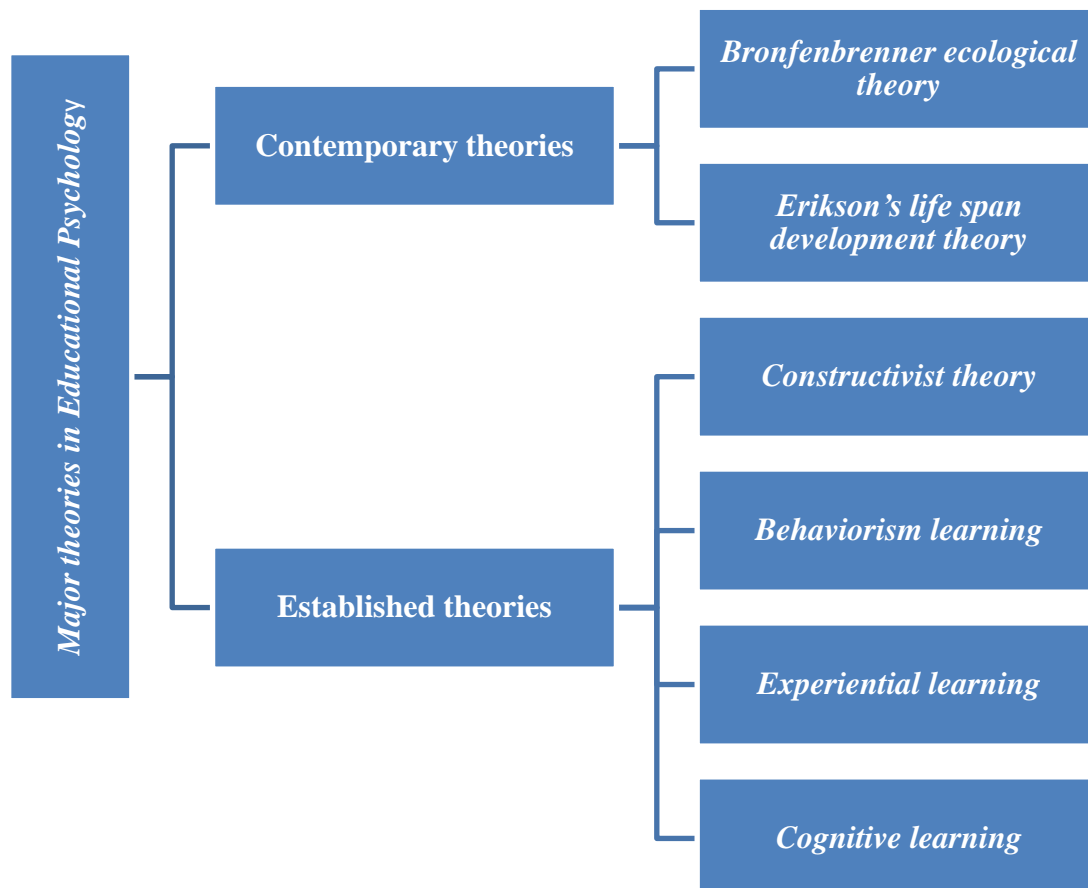 Major theories in Educational Psychology
Contemporary theories
Bronfenbrenner ecological
theory
Erikson’s life span
development theory
Established theories
Constructivist theory
Behaviorism learning
Experiential learning
Cognitive learning